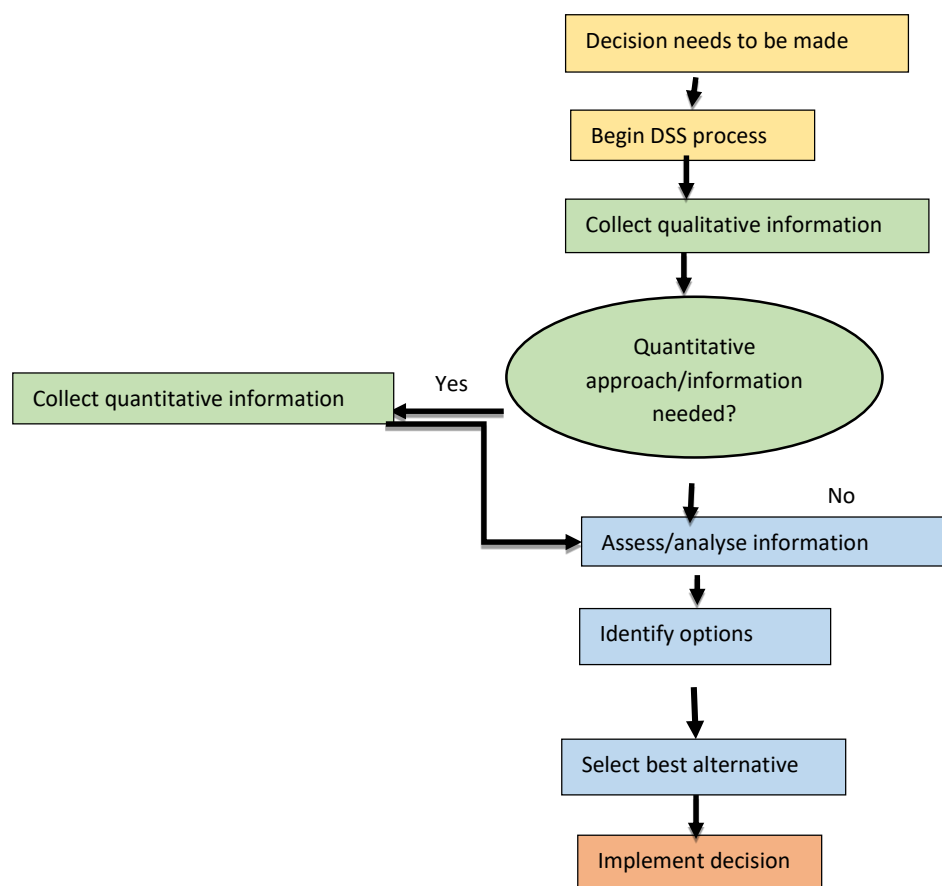 Decision needs to be made
Begin DSS process
Collect qualitative information
Quantitative
approach/information
needed?
Yes
Collect quantitative information
No
Assess/analyse information
Identify options
Select best alternative
Implement decision